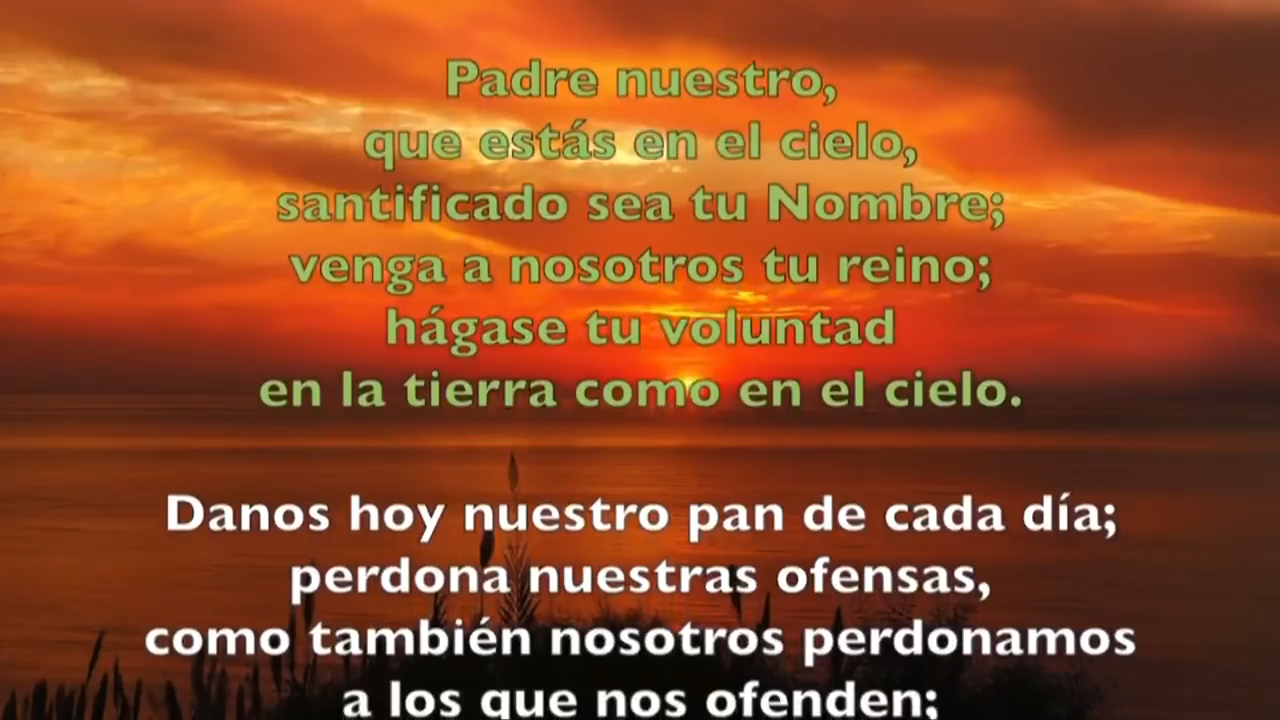 Padre nuestro,
que estás en el cielo,
santificado sea tu Nombre;
venga a nosotros tu reino;
hágase tu voluntad
en la tierra como en el cielo.
Danos hoy nuestro pan de cada día;
perdona nuestras ofensas,
como también nosotros perdonamos
a los que nos ofenden;